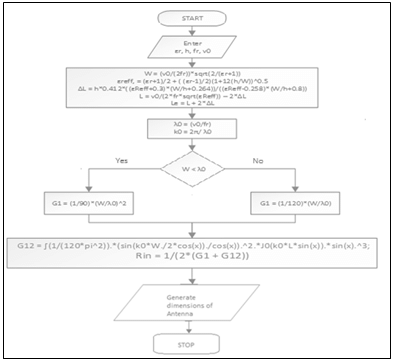 START
Enter
er, h, fr, v0
W = (v0/(2fr))*sqrt(2/(er+1))
ereff, = (er+1)/2 + ( (er-1)/2)(1+12(h/W))^0.5
ΔL = h*0.412*((eReff+0.3)*(W/h+0.264))/((eReff-0.258)*(W/h+0.8))
L = v0/(2*fr*sqrt(eReff)) − 2*ΔL
Le = L + 2*ΔL
λ0 = (v0/fr)
k0 = 2π/ λ0
Yes
W < λ0
No
G1 = (1/90)*(W/λ0)^2
G1 = (1/120)*(W/λ0)
G12 = ∫(1/(120*pi^2)).*(sin(k0*W./2*cos(x))./cos(x)).^2.*J0(k0*L*sin(x)).*sin(x).^3;
Rin = 1/(2*(G1 + G12))
Generate
dimensions of
Antenna
STOP